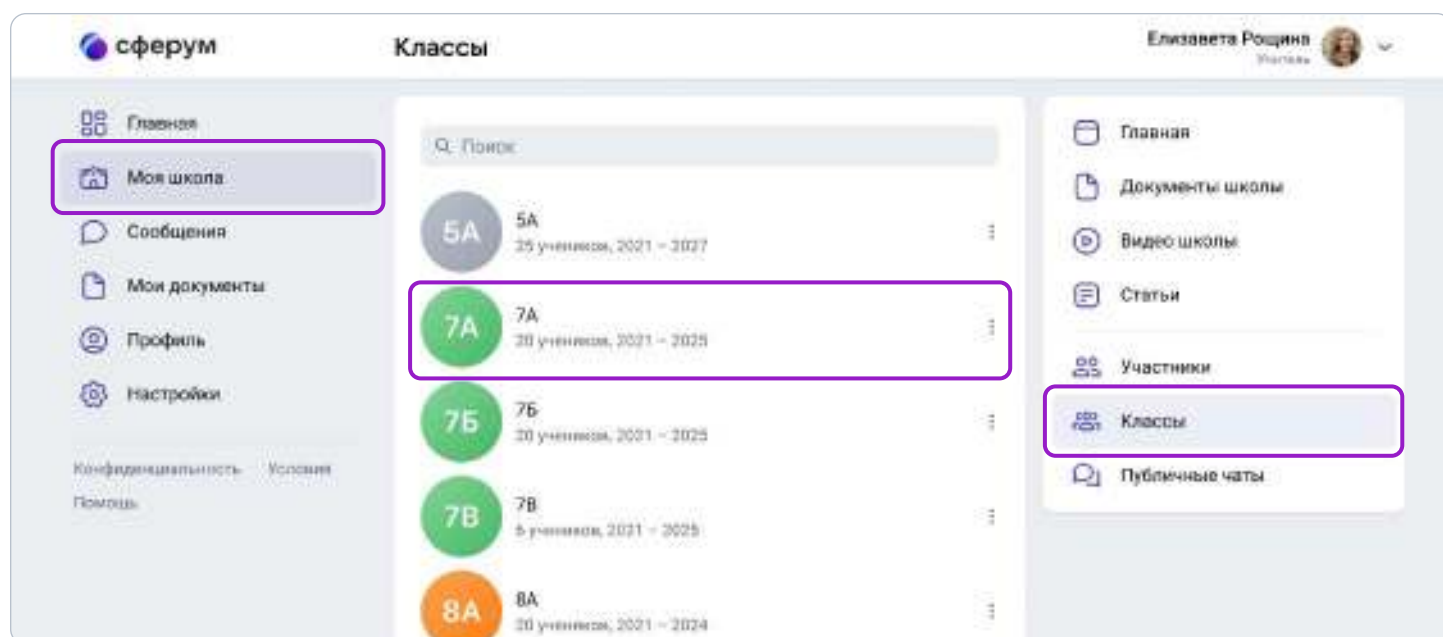 сферум
Классы
Елизавета Рощина
Учитель
Главная
Моя школа
Сообщения
Мои документы
Профиль
Настройки
Конфиденциальность Условия
Помощь
Поиск
5А
5А
25 учеников, 2021 – 2027
7А
7А
20 учеников, 2021 – 2025
7Б
7Б
20 учеников, 2021 – 2025
7В
7В
5 учеников, 2021 – 2025
8А
8А
20 учеников, 2021 – 2024
Главная
Документы школы
Видео школы
Статьи
Участники
Классы
Публичные чаты